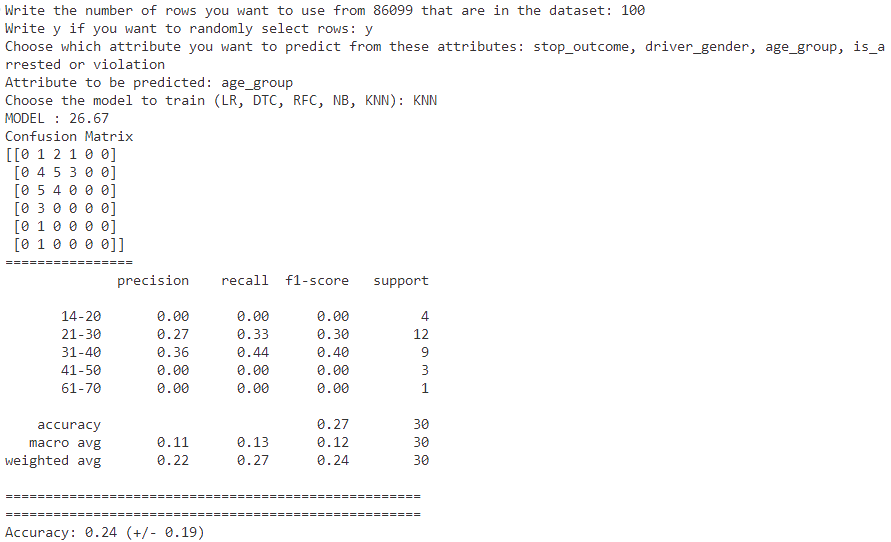 Write the number of rows you want to use from 86099 that are in the dataset: 100
Write y if you want to randomly select rows: y
Choose which attribute you want to predict from these attributes: stop_outcome, driver_gender, age_group, is_a
rrested or violation
Attribute to be predicted: age_group
Choose the model to train (LR, DTC, RFC, NB, KNN): KNN
MODEL : 26.67
Confusion Matrix
[[0 1 2 1 0 0]
 [0 4 5 3 0 0]
 [0 5 4 0 0 0]
 [0 3 0 0 0 0]
 [0 1 0 0 0 0]
 [0 1 0 0 0 0]]
================
              precision    recall  f1-score   support

       14-20       0.00      0.00      0.00         4
       21-30       0.27      0.33      0.30        12
       31-40       0.36      0.44      0.40         9
       41-50       0.00      0.00      0.00         3
       61-70       0.00      0.00      0.00         1

    accuracy                           0.27        30
   macro avg       0.11      0.13      0.12        30
weighted avg       0.22      0.27      0.24        30

====================================================
====================================================
Accuracy: 0.24 (+/- 0.19)